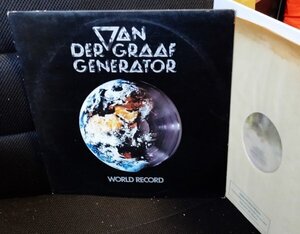 VAN
DER GRAAF
GENERATOR
WORLD RECORD